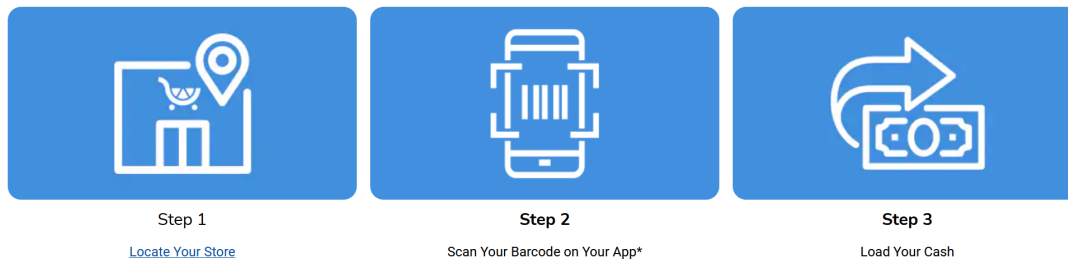 Step 1
Step 2
Step 3
Locate Your Store
Scan Your Barcode on Your App*
Load Your Cash